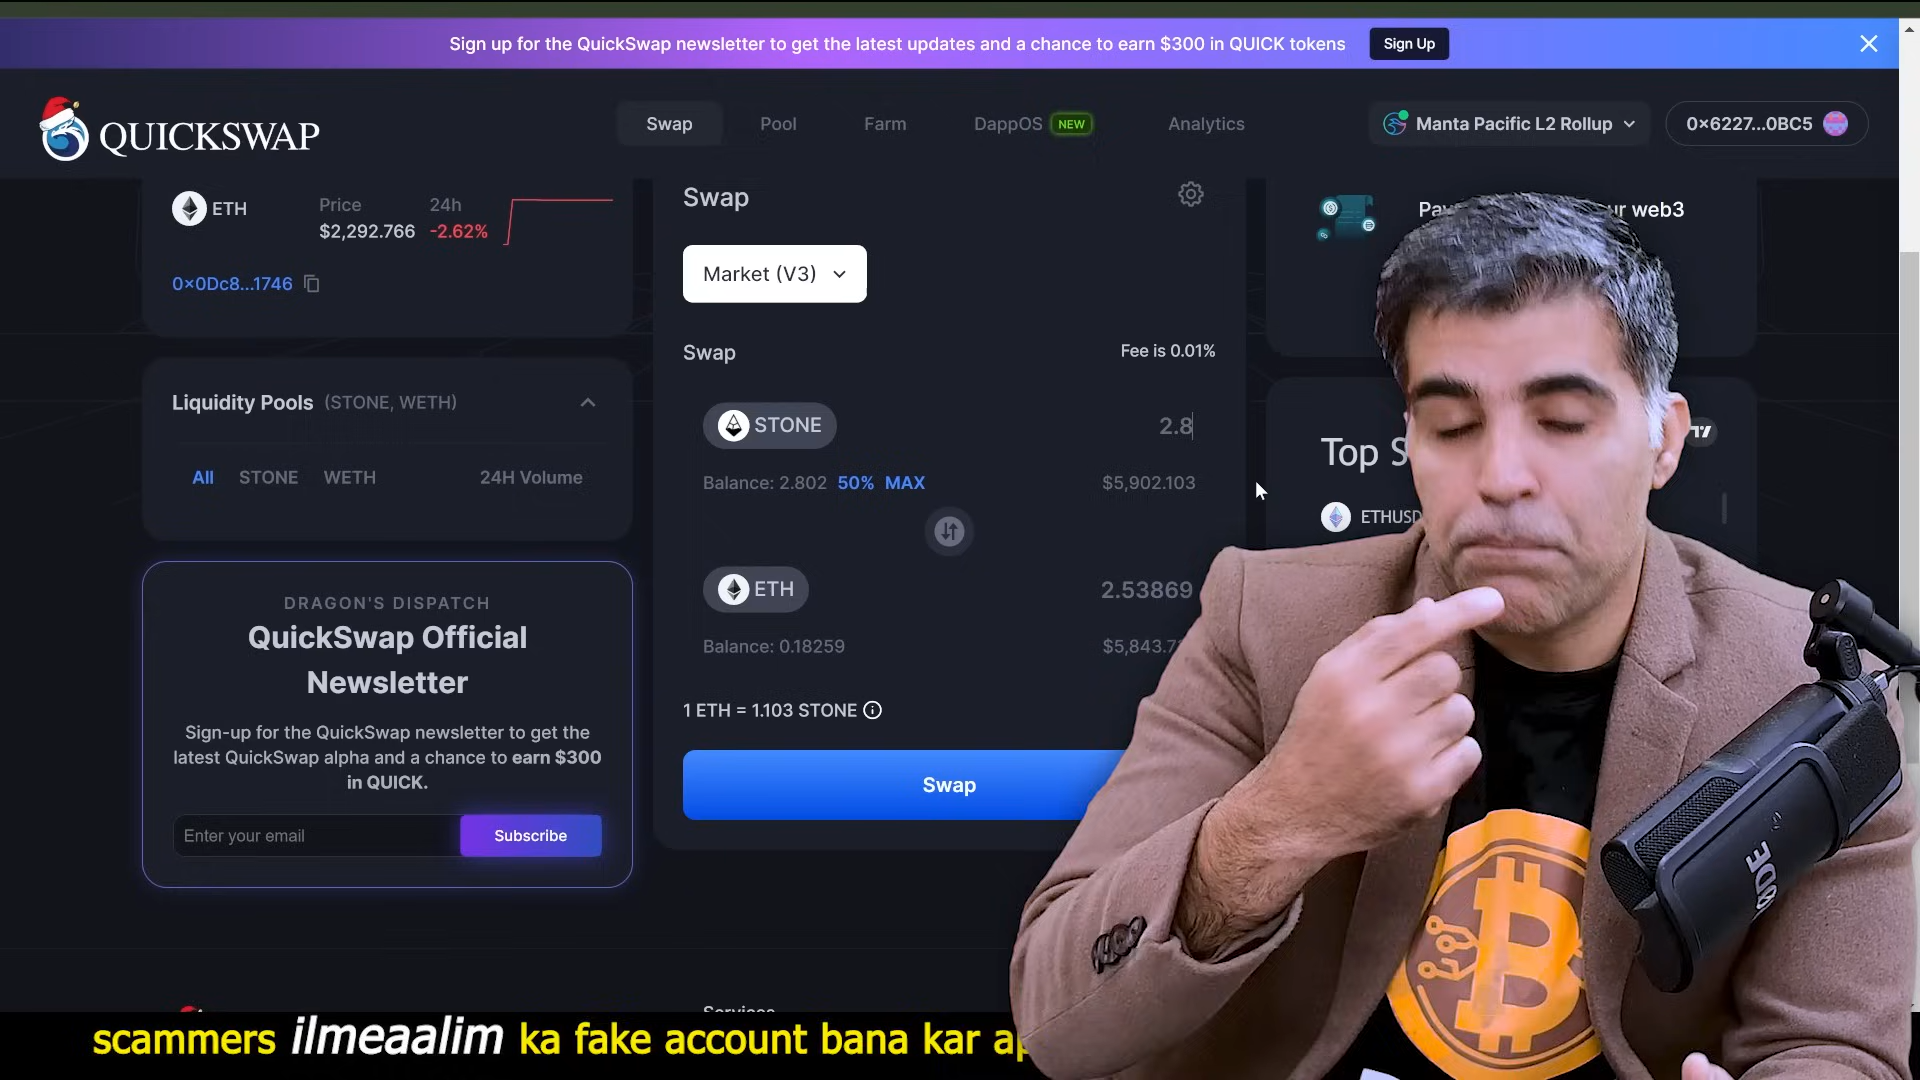 Sign up for the QuickSwap newsletter to get the latest updates and a chance to earn $300 in QUICK tokens Sign Up
QUICKSWAP
Swap Pool Farm DappOS NEW Analytics
Manta Pacific L2 Rollup 0x6227...0BC5
ETH
Price 24h
$2,292.766 -2.62%
0x0Dc8...1746
Liquidity Pools (STONE, WETH)
All STONE WETH 24H Volume
DRAGON'S DISPATCH
QuickSwap Official
Newsletter
Sign-up for the QuickSwap newsletter to get the
latest QuickSwap alpha and a chance to earn $300
in QUICK.
Enter your email Subscribe
Swap
Market (V3)
Swap Fee is 0.01%
STONE 2.8
Balance: 2.802 50% MAX $5,902.103
ETH 2.53869
Balance: 0.18259 $5,843.7
1 ETH = 1.103 STONE
Swap
web3
Top
ETHUSD
Services
scammers ilmeaalim ka fake account bana kar